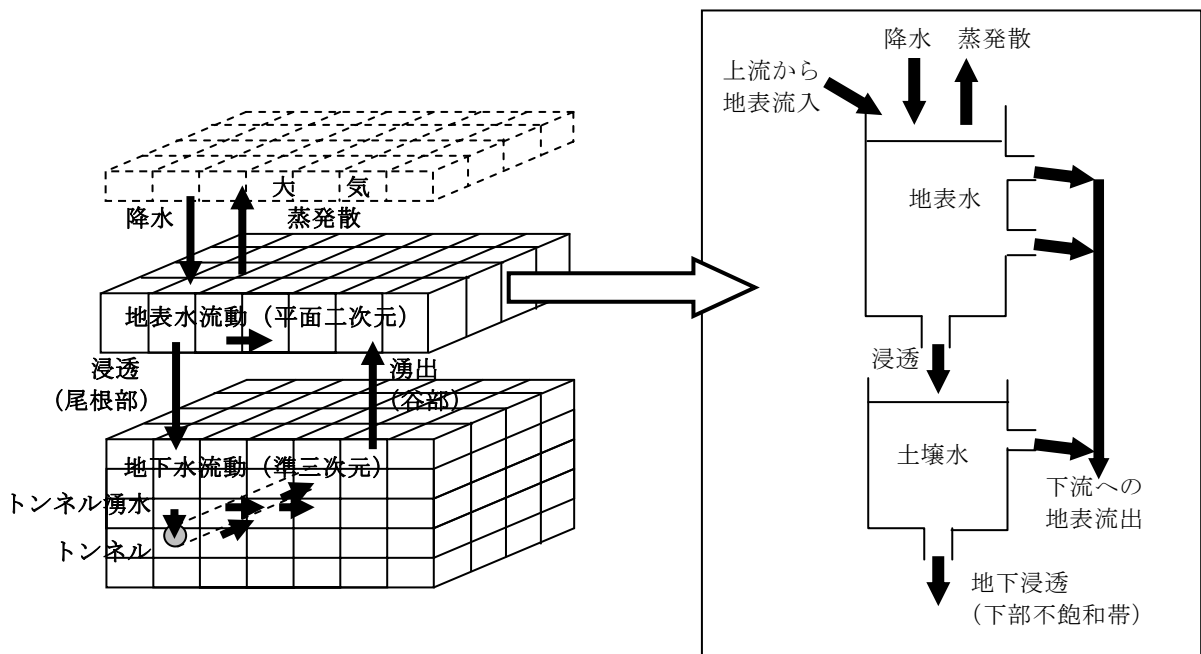 大 気
降水
蒸発散
地表水流動（平面二次元）
浸透
（尾根部）
湧出
（谷部）
地下水流動（準三次元）
トンネル湧水
トンネル
降水
蒸発散
上流から
地表流入
地表水
浸透
土壌水
下流への
地表流出
地下浸透
（下部不飽和帯）